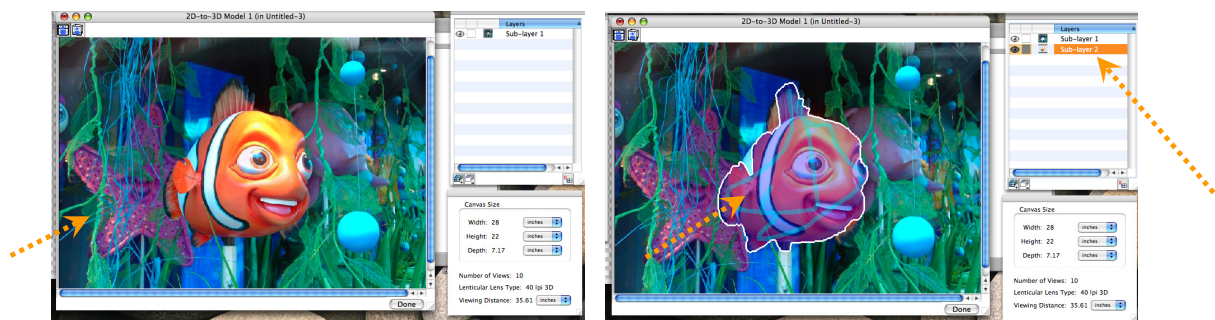 2D-to-3D Model 1 (in Untitled-3)
Layers
Sub-layer 1
Canvas Size
Width: 28 inches
Height: 22 inches
Depth: 7.17 inches
Number of Views: 10
Lenticular Lens Type: 40 lpi 3D
Viewing Distance: 35.61 inches
Done
2D-to-3D Model 1 (in Untitled-3)
Layers
Sub-layer 1
Sub-layer 2
Canvas Size
Width: 28 inches
Height: 22 inches
Depth: 7.17 inches
Number of Views: 10
Lenticular Lens Type: 40 lpi 3D
Viewing Distance: 35.61 inches
Done